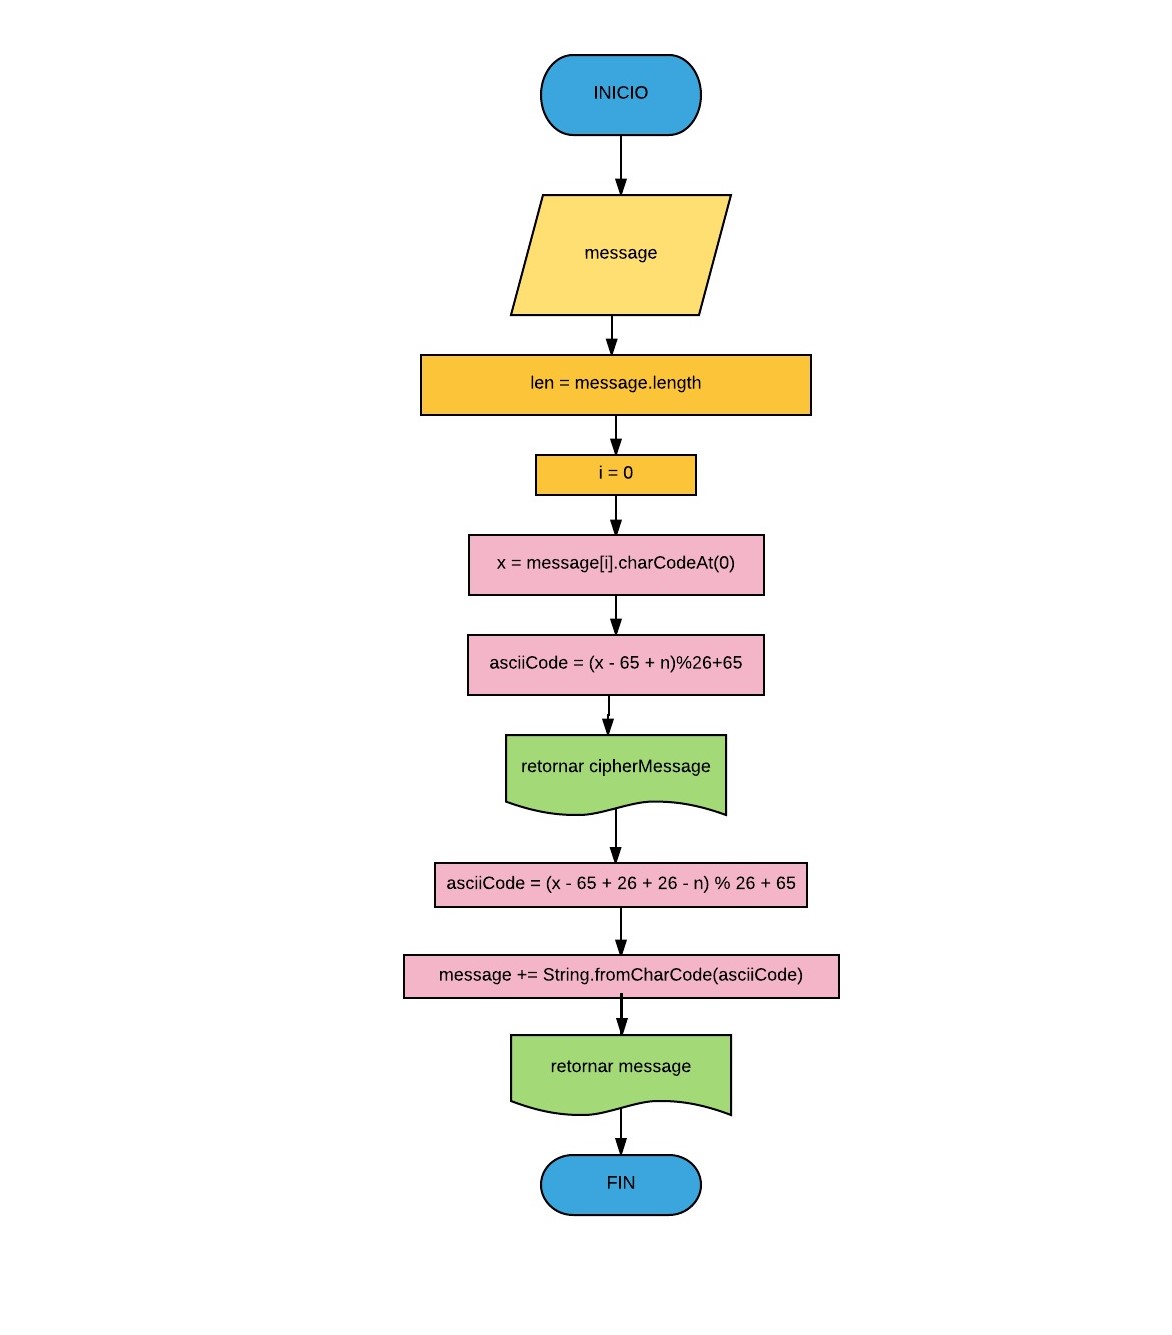 INICIO
message
len = message.length
i = 0
x = message[i].charCodeAt(0)
asciiCode = (x - 65 + n)%26+65
retornar cipherMessage
asciiCode = (x - 65 + 26 + 26 - n) % 26 + 65
message += String.fromCharCode(asciiCode)
retornar message
FIN